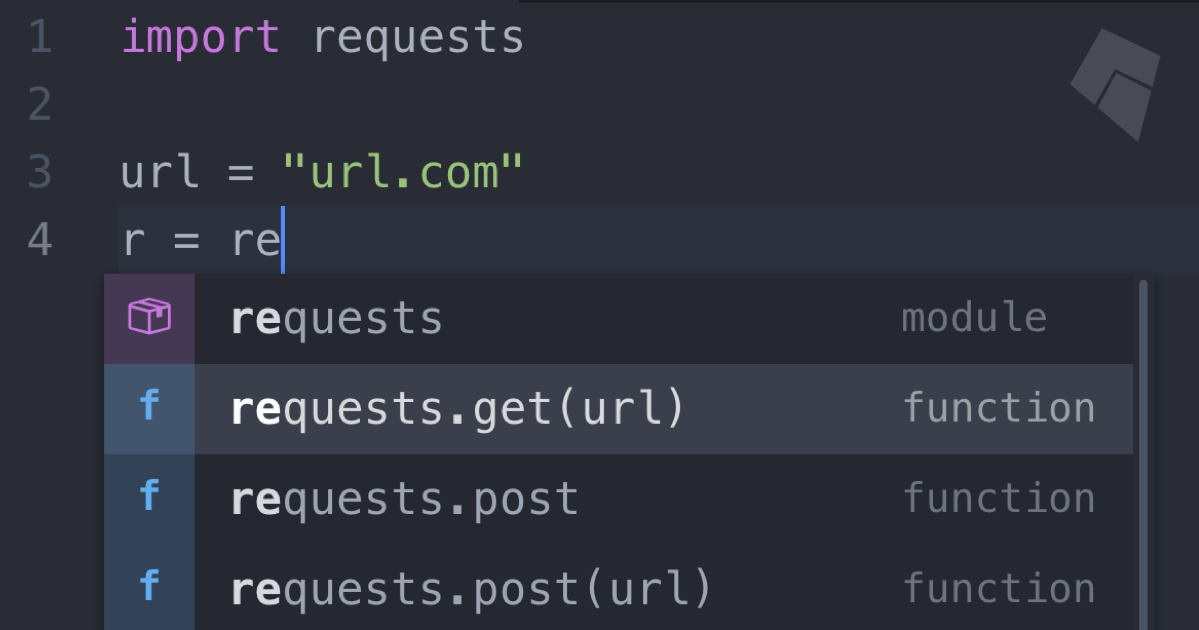 1 import requests
2
3 url = "url.com"
4 r = re
requests module
f requests.get(url) function
f requests.post function
f requests.post(url) function